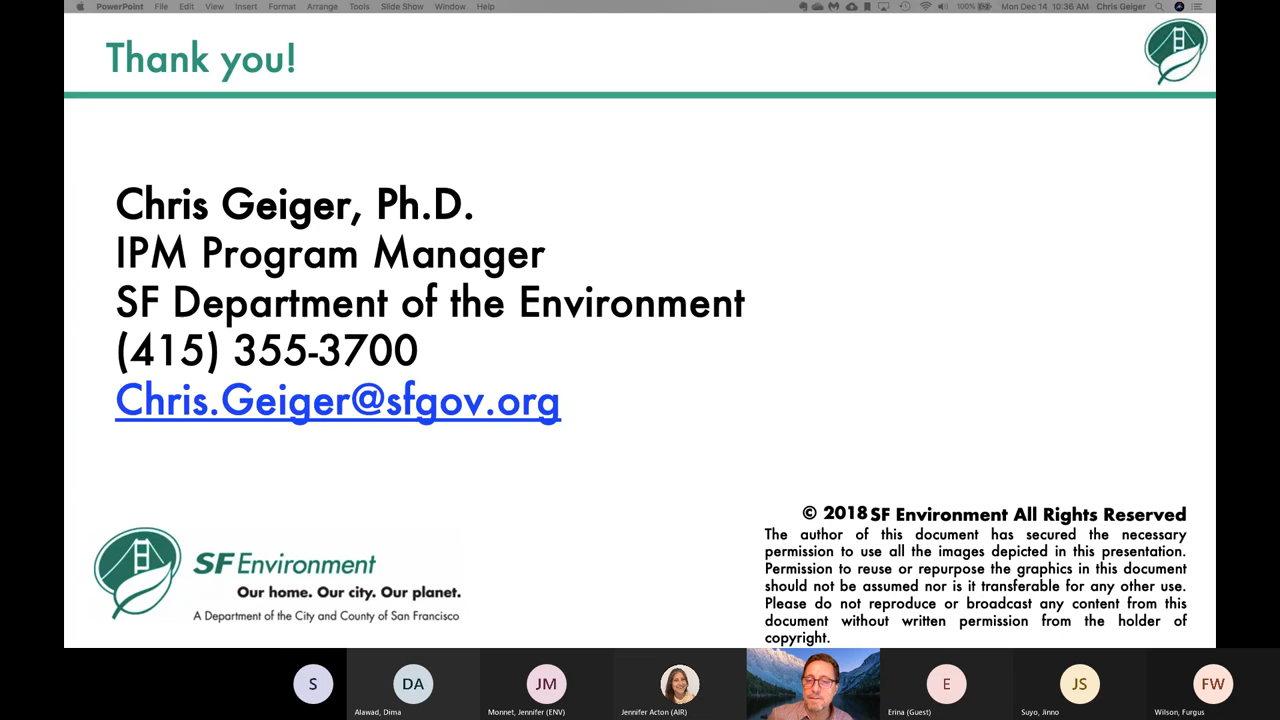 PowerPoint File Edit View Insert Format Arrange Tools Slide Show Window Help 100% Mon Dec 14 10:36 AM Chris Geiger
Thank you!
Chris Geiger, Ph.D.
IPM Program Manager
SF Department of the Environment
(415) 355-3700
Chris.Geiger@sfgov.org
SF Environment
Our home. Our city. Our planet.
A Department of the City and County of San Francisco
© 2018 SF Environment All Rights Reserved
The author of this document has secured the necessary
permission to use all the images depicted in this presentation.
Permission to reuse or repurpose the graphics in this document
should not be assumed nor is it transferable for any other use.
Please do not reproduce or broadcast any content from this
document without written permission from the holder of
copyright.
S DA JM E JS FW
Alawad, Dima Monnet, Jennifer (ENV) Jennifer Acton (AIR) Erina (Guest) Suyo, Jinno Wilson, Furgus